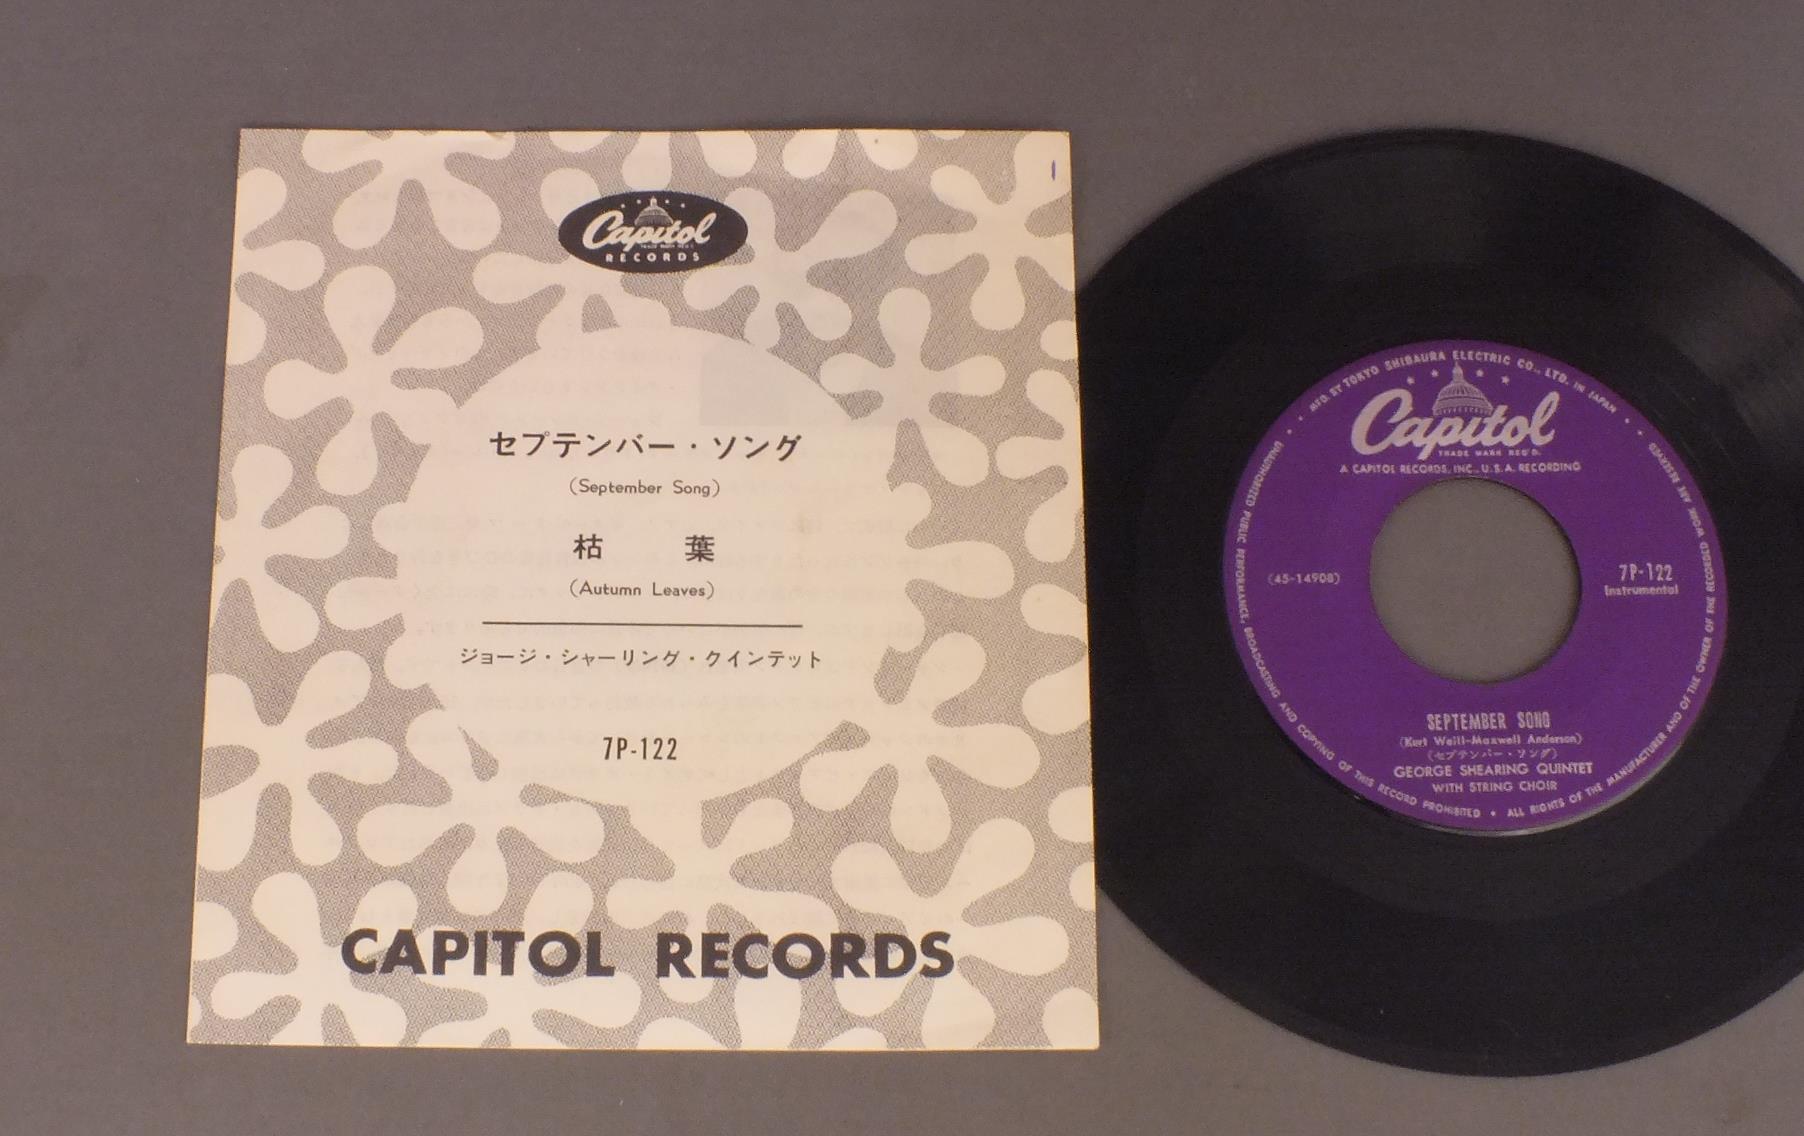 Capitol
TRADE MARK REG'D.
RECORDS
セプテンバー・ソング
(September Song)
枯 葉
(Autumn Leaves)
ジョージ・シャーリング・クインテット
7P-122
CAPITOL RECORDS
MFD. BY TOKYO SHIBAURA ELECTRIC CO., LTD. IN JAPAN
Capitol
TRADE MARK REG'D.
A CAPITOL RECORDS, INC., U.S.A. RECORDING
(45-14908)
7P-122
Instrumental
SEPTEMBER SONG
(Kurt Weill-Maxwell Anderson)
(セプテンバー・ソング)
GEORGE SHEARING QUINTET
WITH STRING CHOIR
UNAUTHORIZED PUBLIC PERFORMANCE, BROADCASTING AND COPYING OF THIS RECORD PROHIBITED • ALL RIGHTS OF THE MANUFACTURER AND OF THE OWNER OF THE RECORDED WORK ARE RESERVED